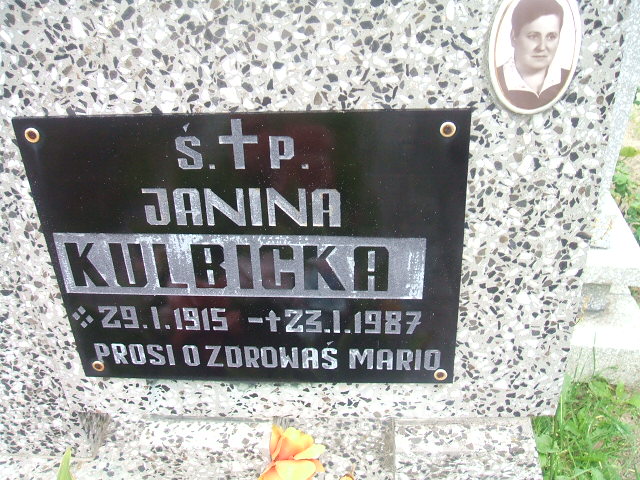 Ś.✝P.
JANINA
KULBICKA
29.1.1915 -✝23.1.1987
PROSI O ZDROWAŚ MARIO